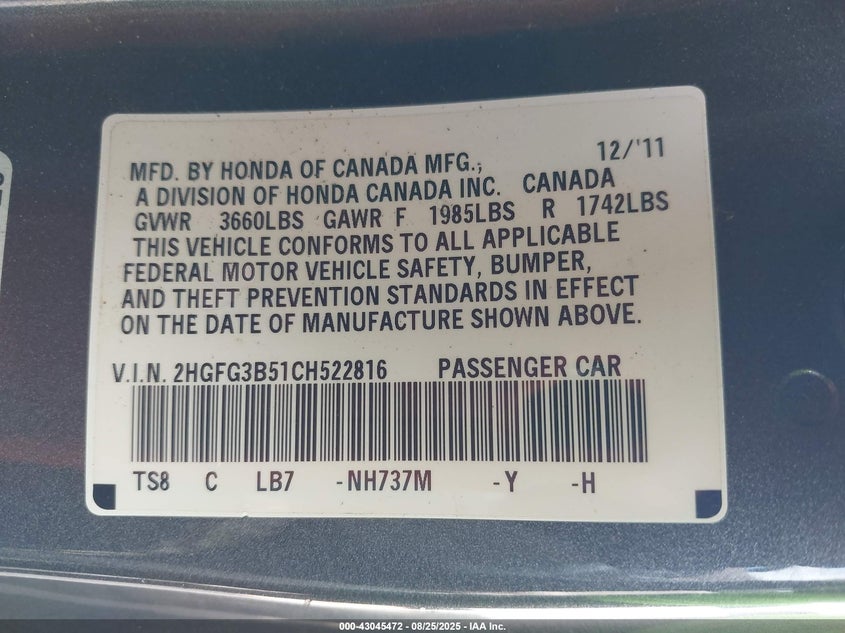 12/'11
MFD. BY HONDA OF CANADA MFG.,
A DIVISION OF HONDA CANADA INC. CANADA
GVWR 3660LBS GAWR F 1985LBS R 1742LBS
THIS VEHICLE CONFORMS TO ALL APPLICABLE
FEDERAL MOTOR VEHICLE SAFETY, BUMPER,
AND THEFT PREVENTION STANDARDS IN EFFECT
ON THE DATE OF MANUFACTURE SHOWN ABOVE.
V.I.N. 2HGFG3B51CH522816 PASSENGER CAR
TS8 C LB7 -NH737M -Y -H
000-43045472 - 08/25/2025 - IAA Inc.